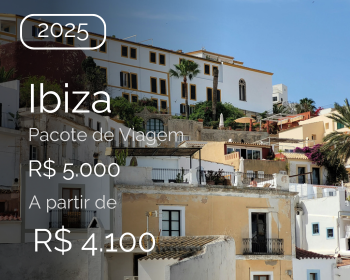 2025
Ibiza
Pacote de Viagem
R$ 5.000
A partir de
R$ 4.100